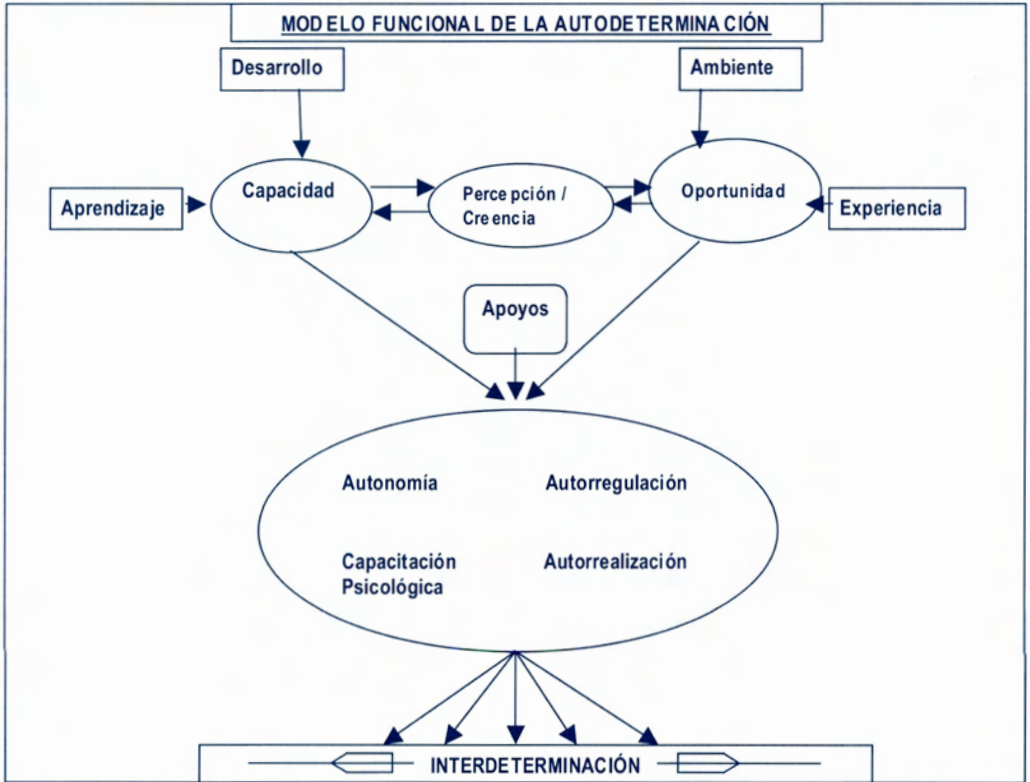 MODELO FUNCIONAL DE LA AUTODETERMINACIÓN
Desarrollo
Ambiente
Capacidad
Percepción /
Creencia
Oportunidad
Aprendizaje
Experiencia
Apoyos
Autonomía
Autorregulación
Capacitación
Psicológica
Autorrealización
INTERDETERMINACIÓN